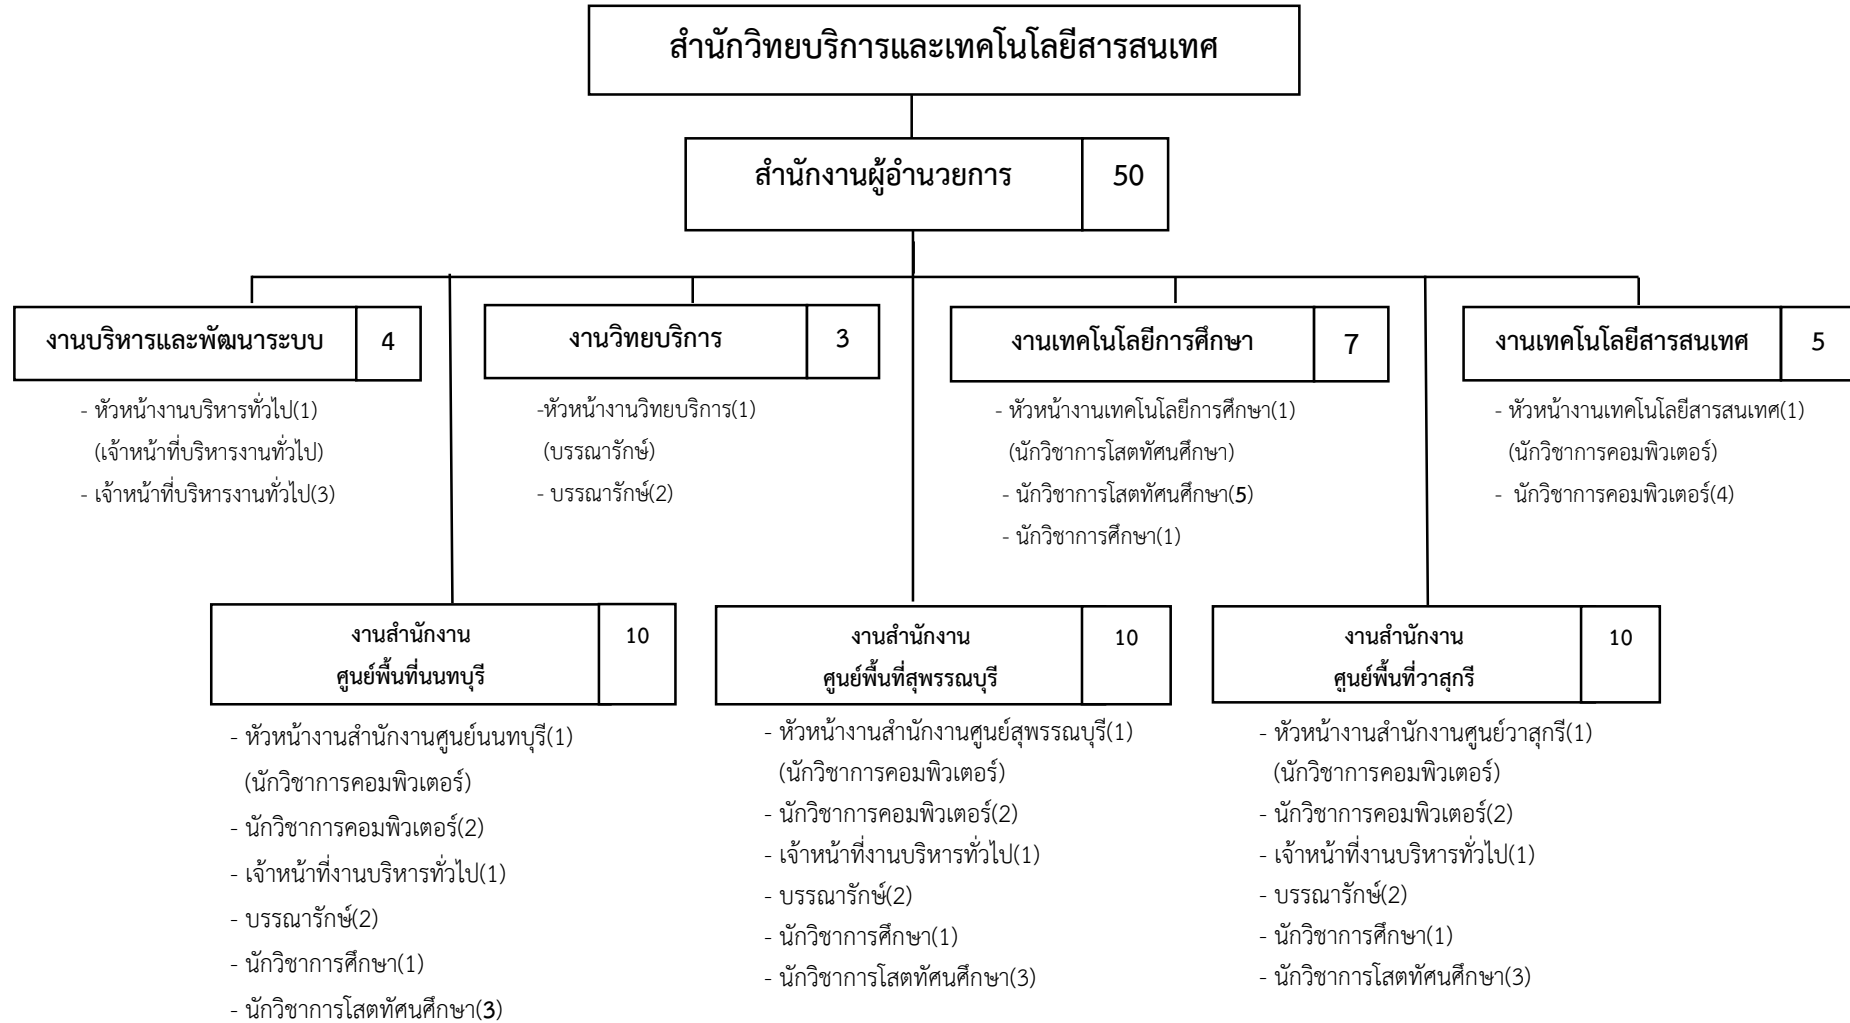 สำนักวิทยบริการและเทคโนโลยีสารสนเทศ
สำนักงานผู้อำนวยการ 50
งานบริหารและพัฒนาระบบ 4
- หัวหน้างานบริหารทั่วไป(1)
(เจ้าหน้าที่บริหารงานทั่วไป)
- เจ้าหน้าที่บริหารงานทั่วไป(3)
งานวิทยบริการ 3
-หัวหน้างานวิทยบริการ(1)
(บรรณารักษ์)
- บรรณารักษ์(2)
งานเทคโนโลยีการศึกษา 7
- หัวหน้างานเทคโนโลยีการศึกษา(1)
(นักวิชาการโสตทัศนศึกษา)
- นักวิชาการโสตทัศนศึกษา(5)
- นักวิชาการศึกษา(1)
งานเทคโนโลยีสารสนเทศ 5
- หัวหน้างานเทคโนโลยีสารสนเทศ(1)
(นักวิชาการคอมพิวเตอร์)
- นักวิชาการคอมพิวเตอร์(4)
งานสำนักงาน 10
ศูนย์พื้นที่นนทบุรี
- หัวหน้างานสำนักงานศูนย์นนทบุรี(1)
(นักวิชาการคอมพิวเตอร์)
- นักวิชาการคอมพิวเตอร์(2)
- เจ้าหน้าที่งานบริหารทั่วไป(1)
- บรรณารักษ์(2)
- นักวิชาการศึกษา(1)
- นักวิชาการโสตทัศนศึกษา(3)
งานสำนักงาน 10
ศูนย์พื้นที่สุพรรณบุรี
- หัวหน้างานสำนักงานศูนย์สุพรรณบุรี(1)
(นักวิชาการคอมพิวเตอร์)
- นักวิชาการคอมพิวเตอร์(2)
- เจ้าหน้าที่งานบริหารทั่วไป(1)
- บรรณารักษ์(2)
- นักวิชาการศึกษา(1)
- นักวิชาการโสตทัศนศึกษา(3)
งานสำนักงาน 10
ศูนย์พื้นที่วาสุกรี
- หัวหน้างานสำนักงานศูนย์วาสุกรี(1)
(นักวิชาการคอมพิวเตอร์)
- นักวิชาการคอมพิวเตอร์(2)
- เจ้าหน้าที่งานบริหารทั่วไป(1)
- บรรณารักษ์(2)
- นักวิชาการศึกษา(1)
- นักวิชาการโสตทัศนศึกษา(3)